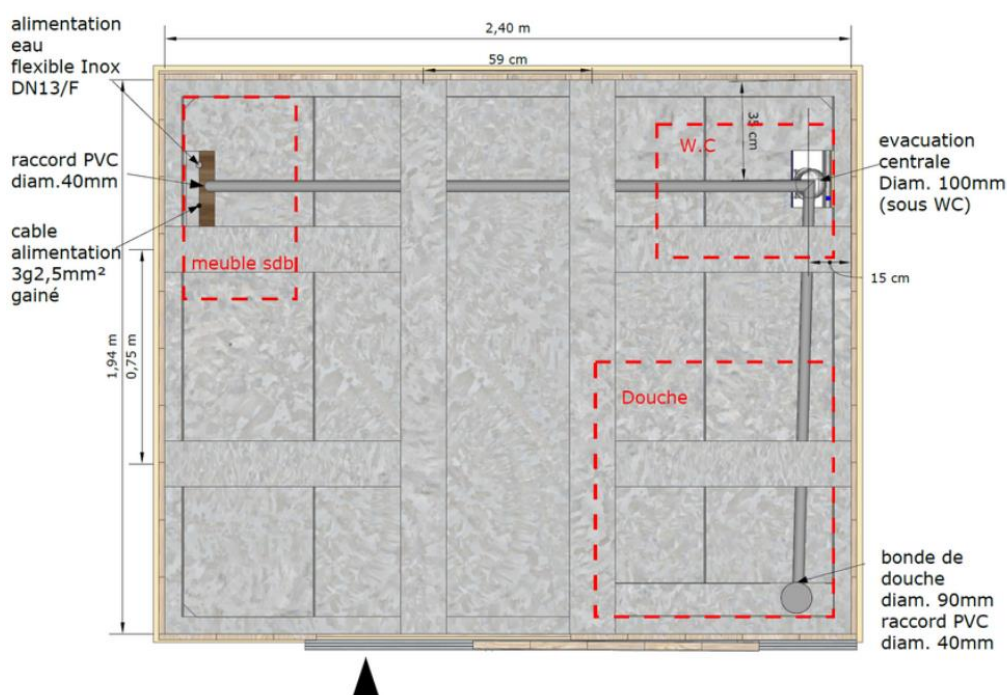 alimentation
eau
flexible Inox
DN13/F
2,40 m
59 cm
raccord PVC
diam.40mm
35 cm
W.C
evacuation
centrale
Diam. 100mm
(sous WC)
cable
alimentation
3g2,5mm²
gainé
meuble sdb
15 cm
1,94 m
0,75 m
Douche
bonde de
douche
diam. 90mm
raccord PVC
diam. 40mm